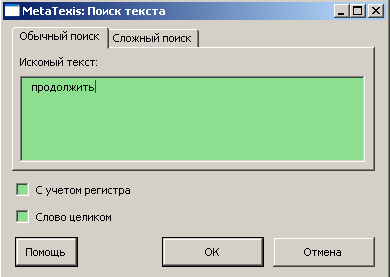 MetaTexis: Поиск текста
Обычный поиск
Сложный поиск
Искомый текст:
продолжить
С учетом регистра
Слово целиком
Помощь
OK
Отмена